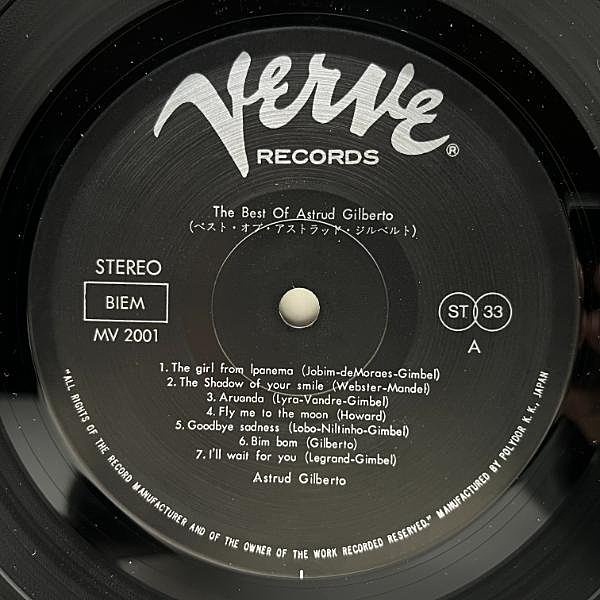 Verve®
RECORDS
The Best Of Astrud Gilberto
(ベスト・オブ・アストラッド・ジルベルト)
STEREO
BIEM
MV 2001
ST 33
A
1. The girl from Ipanema (Jobim-deMoraes-Gimbel)
2. The Shadow of your smile (Webster-Mandel)
3. Aruanda (Lyra-Vandre-Gimbel)
4. Fly me to the moon (Howard)
5. Goodbye sadness (Lobo-Niltinho-Gimbel)
6. Bim bom (Gilberto)
7. I'll wait for you (Legrand-Gimbel)
Astrud Gilberto
"ALL RIGHTS OF THE RECORD MANUFACTURER AND OF THE OWNER OF THE WORK RECORDED RESERVED." MANUFACTURED BY POLYDOR K. K., JAPAN